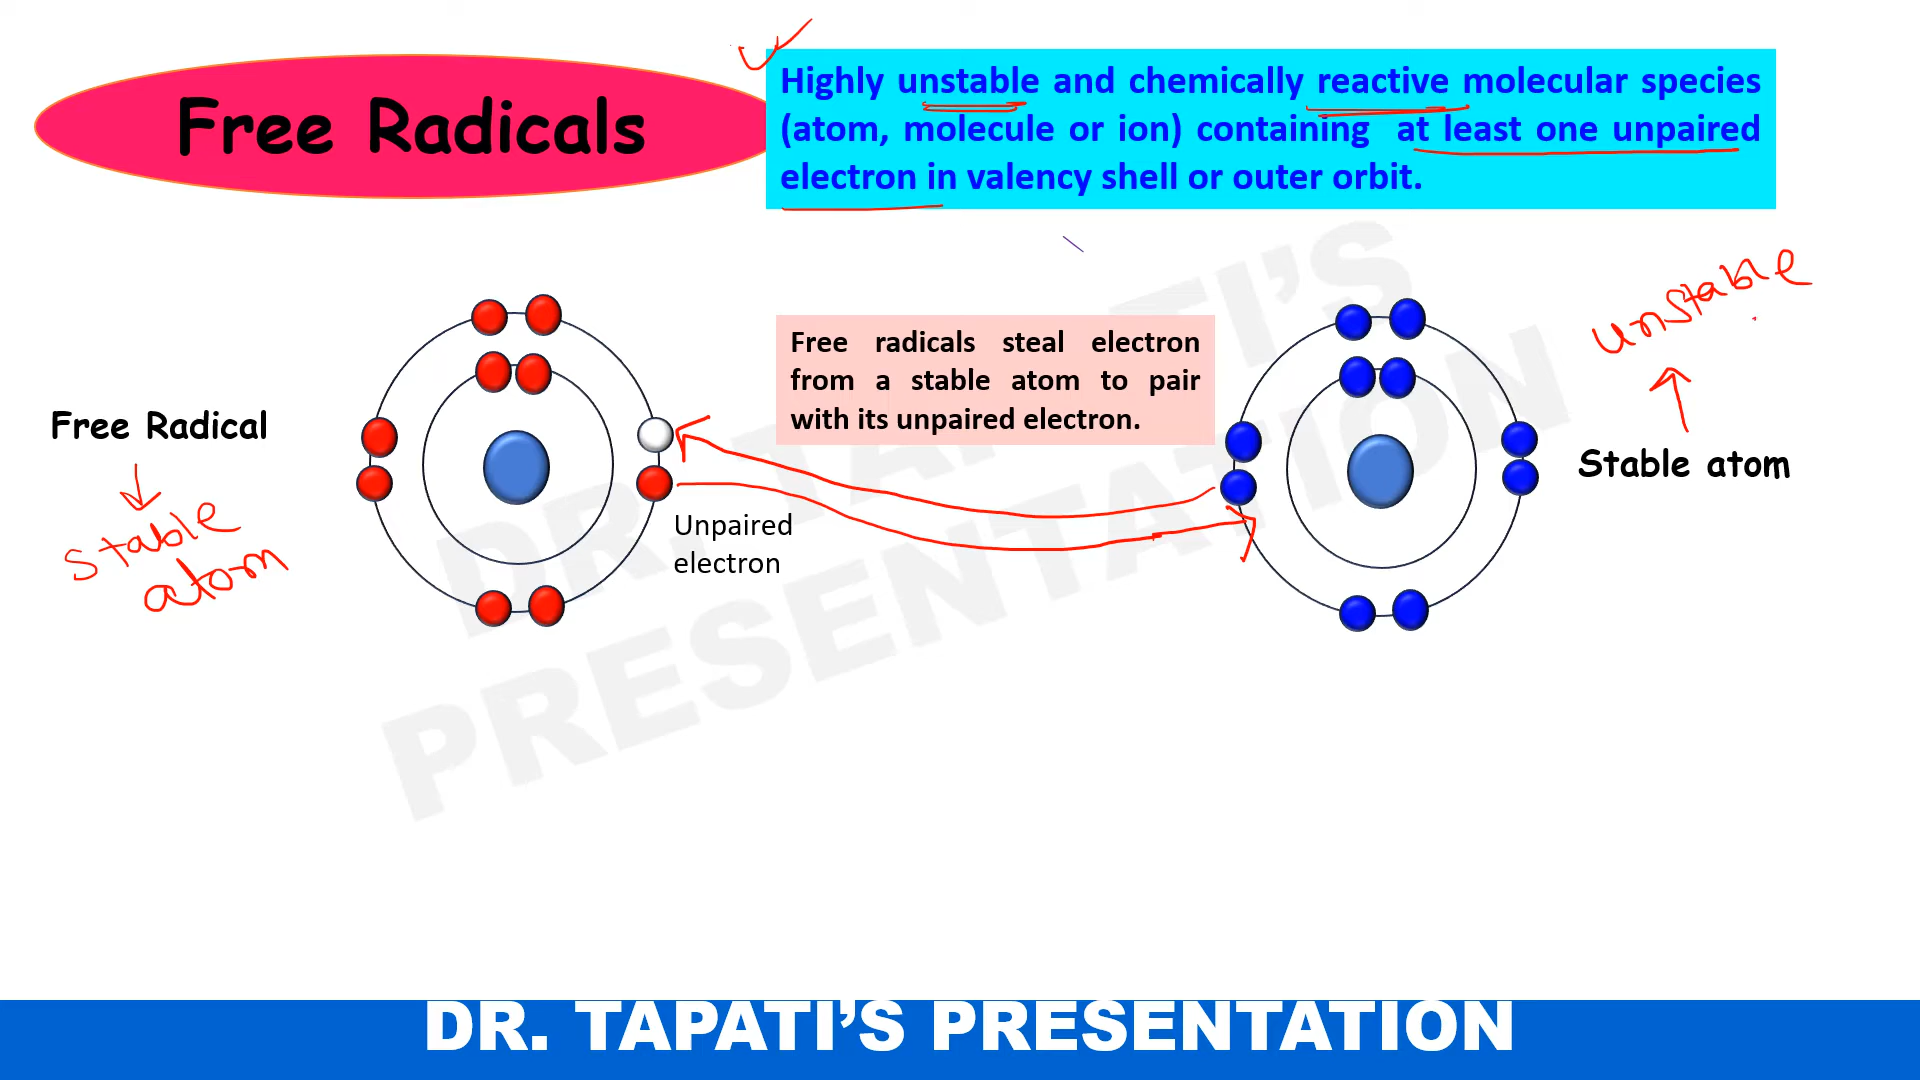 Free Radicals
Highly unstable and chemically reactive molecular species
(atom, molecule or ion) containing at least one unpaired
electron in valency shell or outer orbit.
Free radicals steal electron
from a stable atom to pair
with its unpaired electron.
Free Radical
stable
atom
Unpaired
electron
unstable
Stable atom
DR. TAPATI'S
PRESENTATION
PRESENTATION
DR. TAPATI’S PRESENTATION